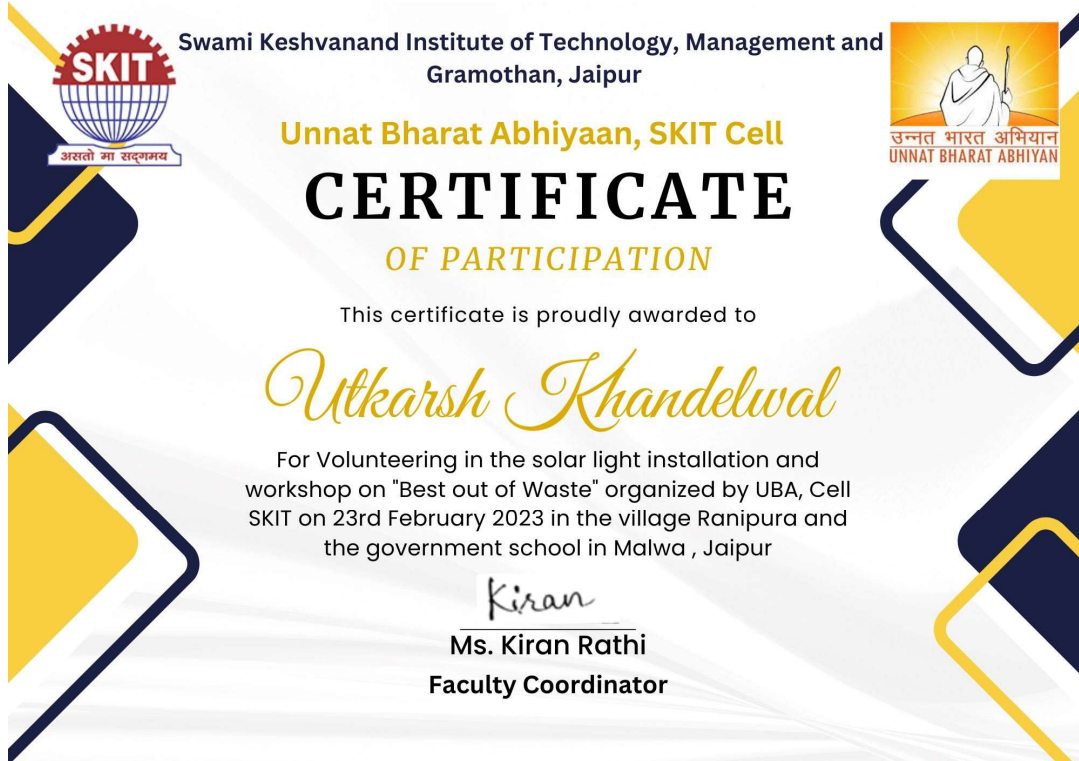 SKIT
असतो मा सद्गमय
Swami Keshvanand Institute of Technology, Management and
Gramothan, Jaipur
उन्नत भारत अभियान
UNNAT BHARAT ABHIYAN
Unnat Bharat Abhiyaan, SKIT Cell
CERTIFICATE
OF PARTICIPATION
This certificate is proudly awarded to
Utkarsh Khandelwal
For Volunteering in the solar light installation and
workshop on "Best out of Waste" organized by UBA, Cell
SKIT on 23rd February 2023 in the village Ranipura and
the government school in Malwa , Jaipur
Kiran
Ms. Kiran Rathi
Faculty Coordinator